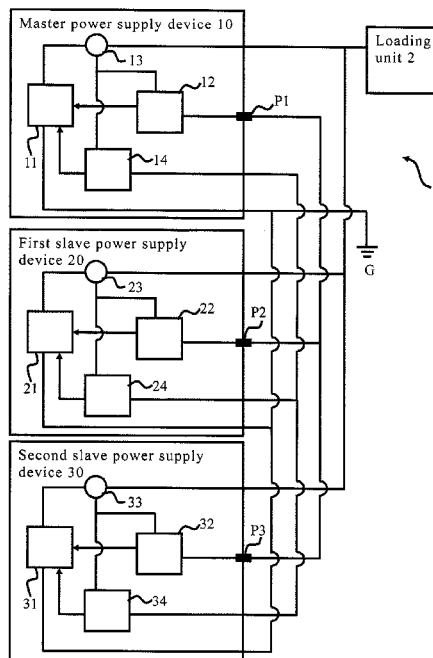 Master power supply device 10
13
12
P1
11
14
Loading
unit 2
G
First slave power supply
device 20
23
22
P2
21
24
Second slave power supply
device 30
33
32
P3
31
34